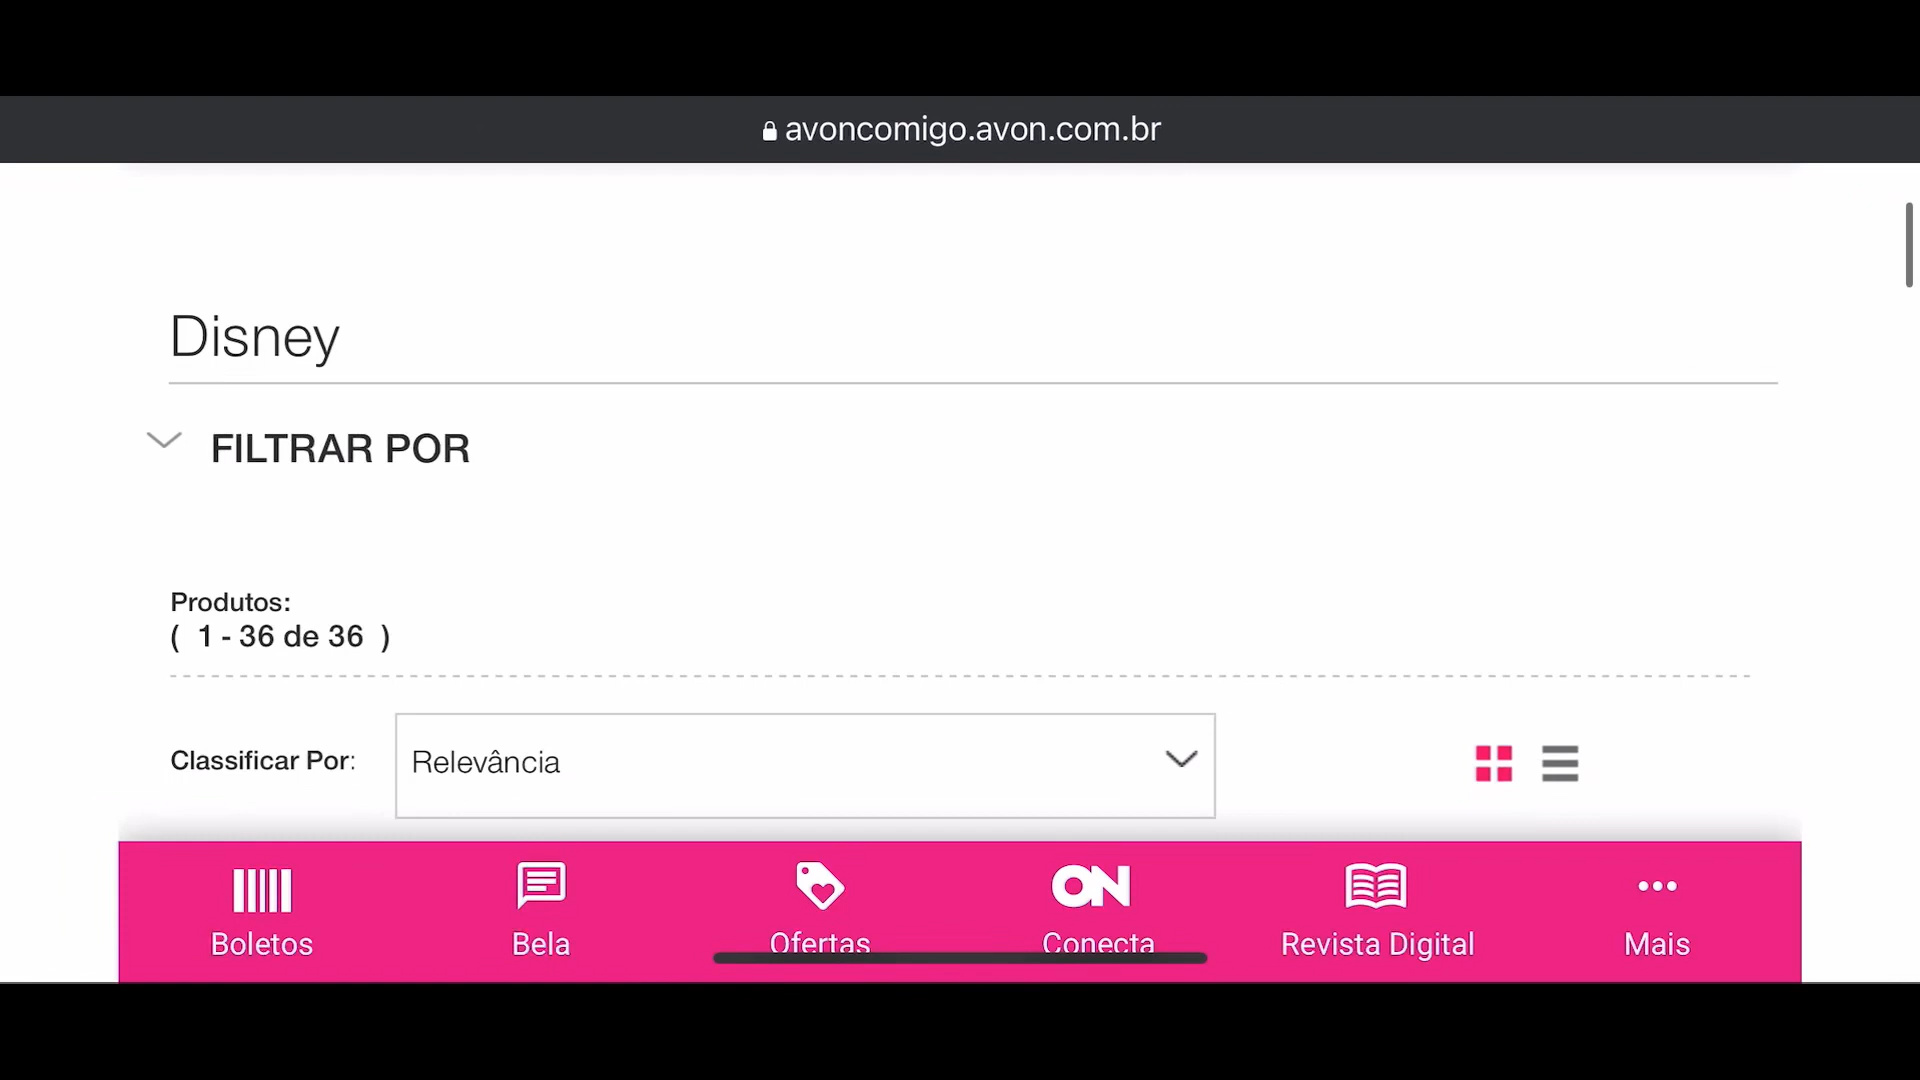 avoncomigo.avon.com.br
Disney
FILTRAR POR
Produtos:
( 1 - 36 de 36 )
Classificar Por: Relevância
Boletos Bela Ofertas ON Conecta Revista Digital Mais